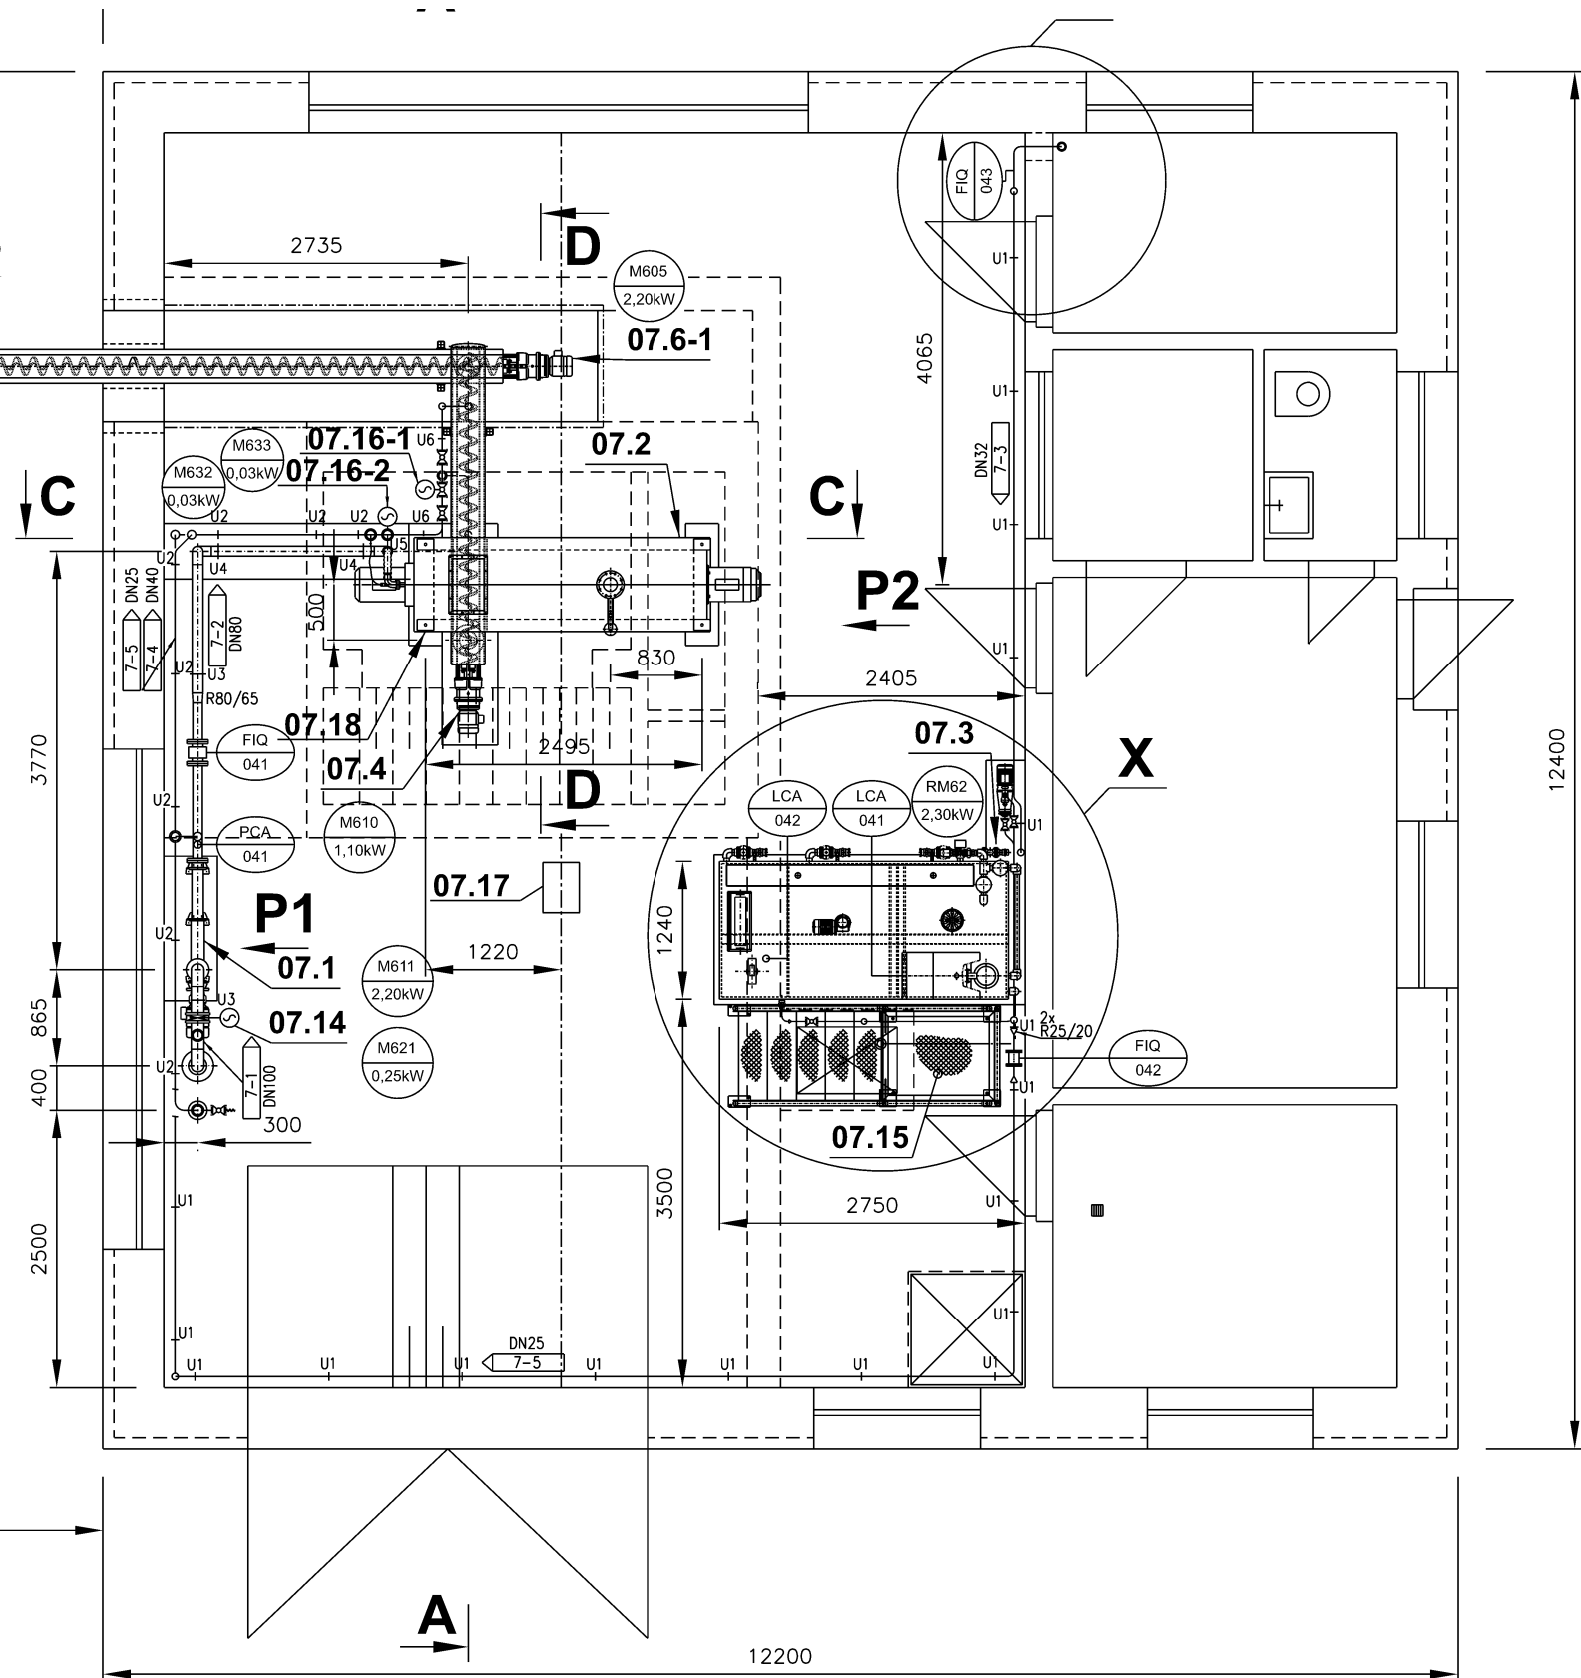 FIQ
043
2735
D
M605
2,20kW
U1
07.6-1
4065
U1
M633
0,03kW
07.16-1
U6
07.2
M632
0,03kW
07.16-2
C
C
DN32
7-3
U2
U2
U2
U6
U1
U5
U2
U4
U4
DN25
DN40
7-5
7-4
7-2
DN80
500
P2
U2
U3
830
U1
R80/65
2405
07.18
07.3
FIQ
041
2495
X
3770
07.4
12400
D
U2
LCA
042
LCA
041
RM62
2,30kW
M610
1,10kW
U1
PCA
041
07.17
P1
1240
U2
1220
07.1
M611
2,20kW
U3
865
07.14
U1
2x
R25/20
M621
0,25kW
FIQ
042
U2
400
7-1
DN100
U1
300
07.15
3500
U1
U1
2750
2500
U1
U1
DN25
7-5
U1
U1
U1
U1
U1
U1
U1
A
12200